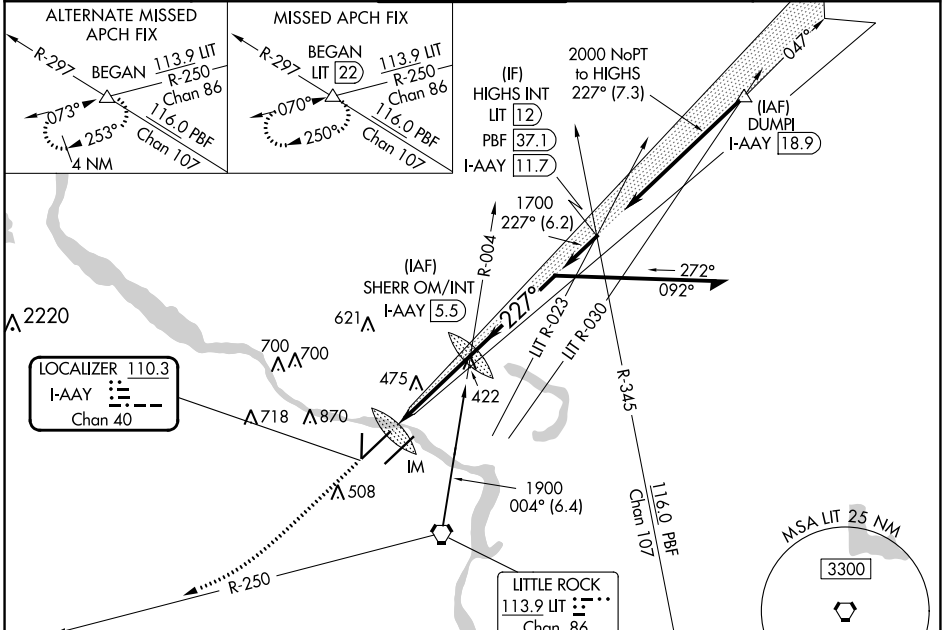 ALTERNATE MISSED
APCH FIX
R-297
BEGAN
113.9 LIT
R-250
Chan 86
073°
253°
4 NM
116.0 PBF
Chan 107
MISSED APCH FIX
R-297
BEGAN
LIT 22
113.9 LIT
R-250
Chan 86
070°
250°
116.0 PBF
Chan 107
(IF)
HIGHS INT
LIT 12
PBF 37.1
I-AAY 11.7
2000 NoPT
to HIGHS
227° (7.3)
047°
(IAF)
DUMPI
I-AAY 18.9
1700
227° (6.2)
R-004
(IAF)
SHERR OM/INT
I-AAY 5.5
227°
272°
092°
LIT R-023
LIT R-030
R-345
2220
621
700
700
475
422
718
870
508
LOCALIZER 110.3
I-AAY
Chan 40
IM
1900
004° (6.4)
116.0 PBF
Chan 107
R-250
LITTLE ROCK
113.9 LIT
Chan 86
MSA LIT 25 NM
3300